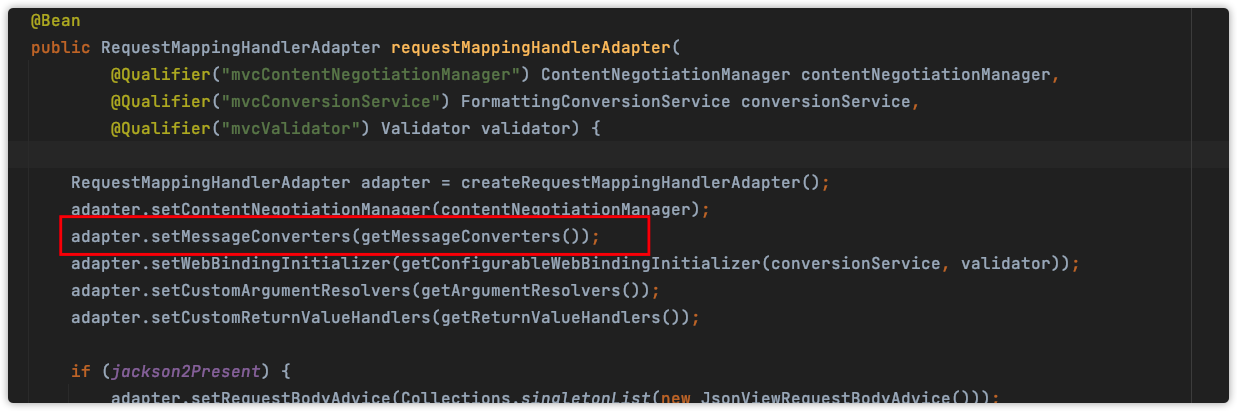 @Bean
public RequestMappingHandlerAdapter requestMappingHandlerAdapter(
@Qualifier("mvcContentNegotiationManager") ContentNegotiationManager contentNegotiationManager,
@Qualifier("mvcConversionService") FormattingConversionService conversionService,
@Qualifier("mvcValidator") Validator validator) {
RequestMappingHandlerAdapter adapter = createRequestMappingHandlerAdapter();
adapter.setContentNegotiationManager(contentNegotiationManager);
adapter.setMessageConverters(getMessageConverters());
adapter.setWebBindingInitializer(getConfigurableWebBindingInitializer(conversionService, validator));
adapter.setCustomArgumentResolvers(getArgumentResolvers());
adapter.setCustomReturnValueHandlers(getReturnValueHandlers());
if (jackson2Present) {
adapter.setRequestBodyAdvice(Collections.singletonList(new JsonViewRequestBodyAdvice()));